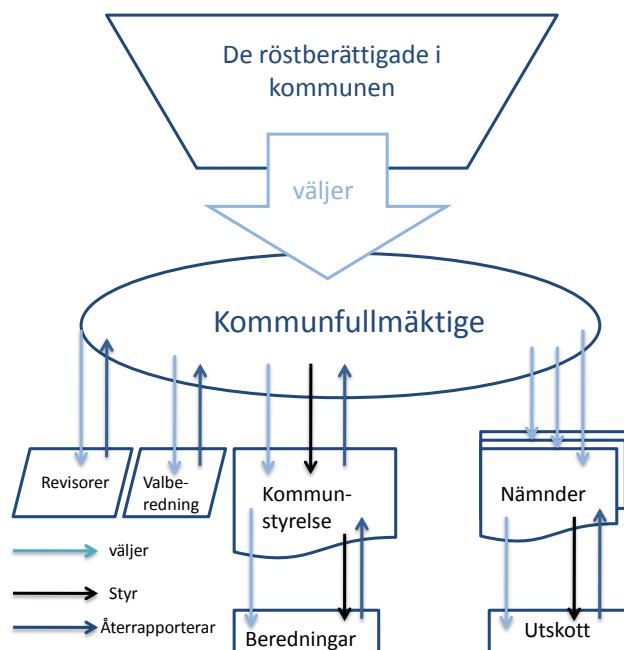 De röstberättigade i
kommunen
väljer
Kommunfullmäktige
Revisorer
Valbe-
redning
Kommun-
styrelse
Nämnder
väljer
Styr
Återrapporterar
Beredningar
Utskott